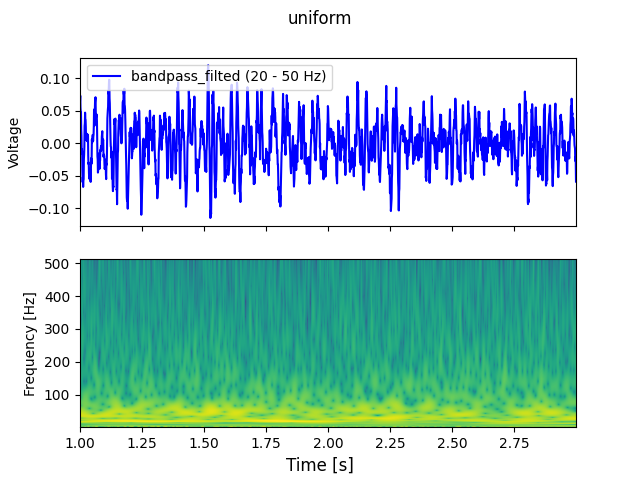 uniform
bandpass_filted (20 - 50 Hz)
0.10
0.05
0.00
−0.05
−0.10
Voltage
500
400
300
200
100
Frequency [Hz]
1.00 1.25 1.50 1.75 2.00 2.25 2.50 2.75
Time [s]